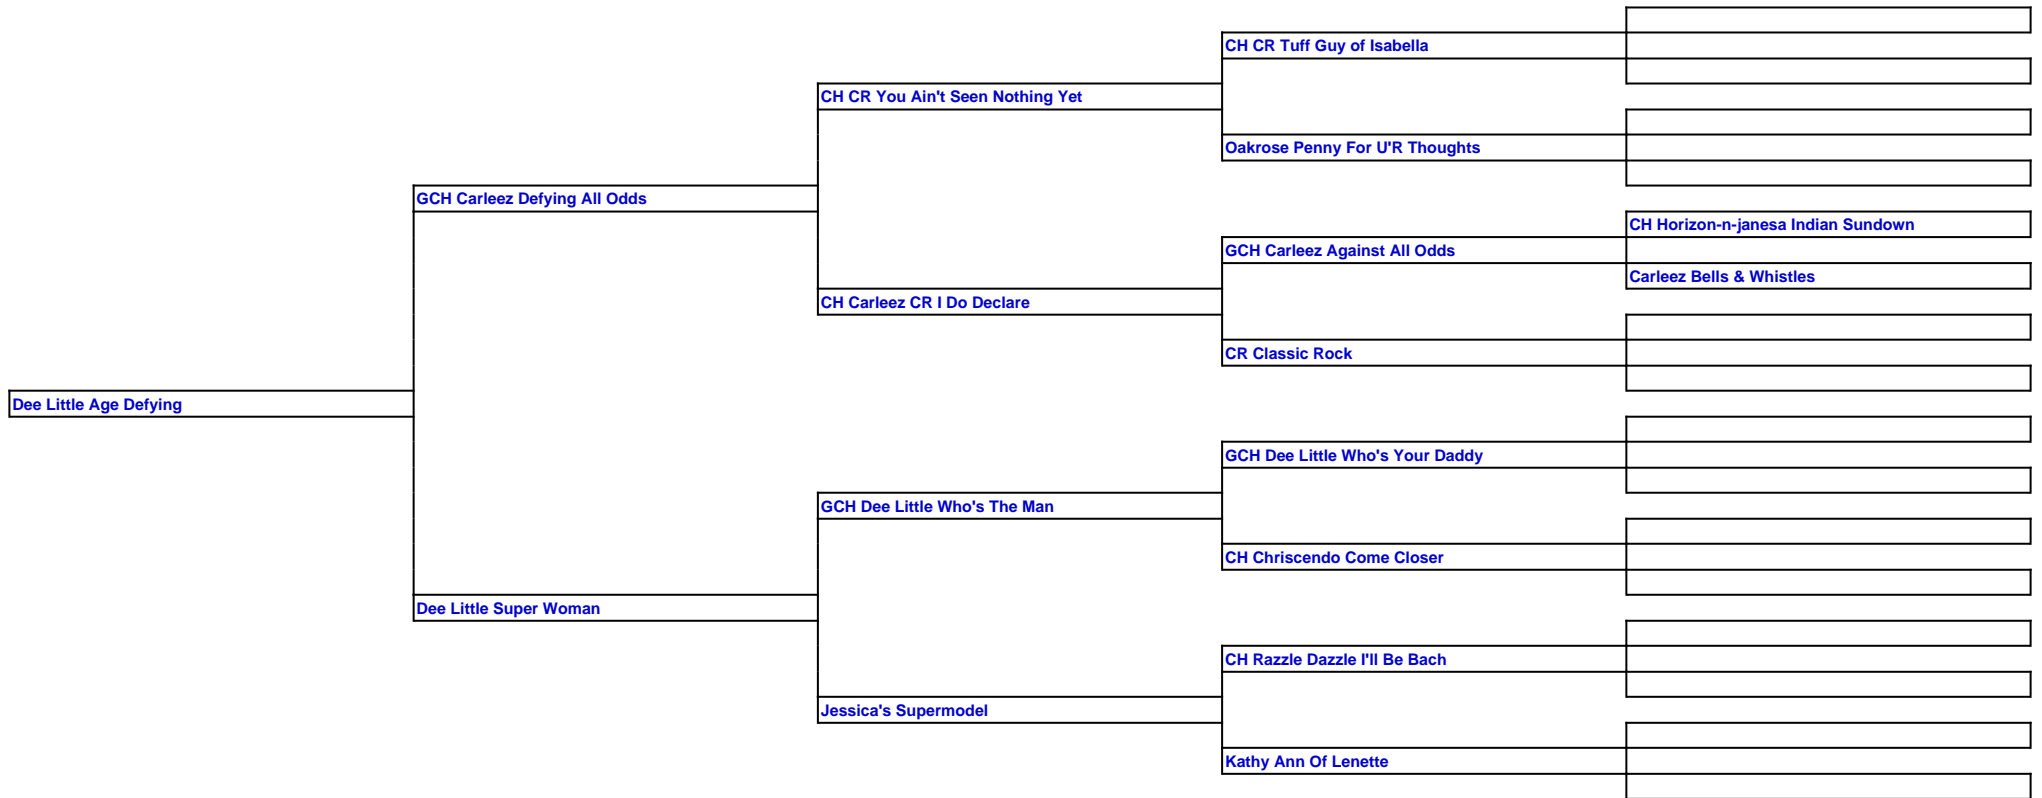 CH CR Tuff Guy of Isabella
CH CR You Ain't Seen Nothing Yet
Oakrose Penny For U'R Thoughts
GCH Carleez Defying All Odds
CH Horizon-n-janesa Indian Sundown
GCH Carleez Against All Odds
Carleez Bells & Whistles
CH Carleez CR I Do Declare
CR Classic Rock
Dee Little Age Defying
GCH Dee Little Who's Your Daddy
GCH Dee Little Who's The Man
CH Chriscendo Come Closer
Dee Little Super Woman
CH Razzle Dazzle I'll Be Bach
Jessica's Supermodel
Kathy Ann Of Lenette